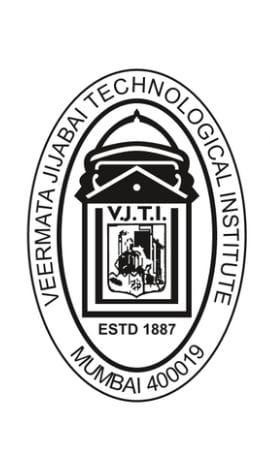 VEERMATA JIJABAI TECHNOLOGICAL INSTITUTE
V.J.T.I.
ESTD 1887
MUMBAI 400019